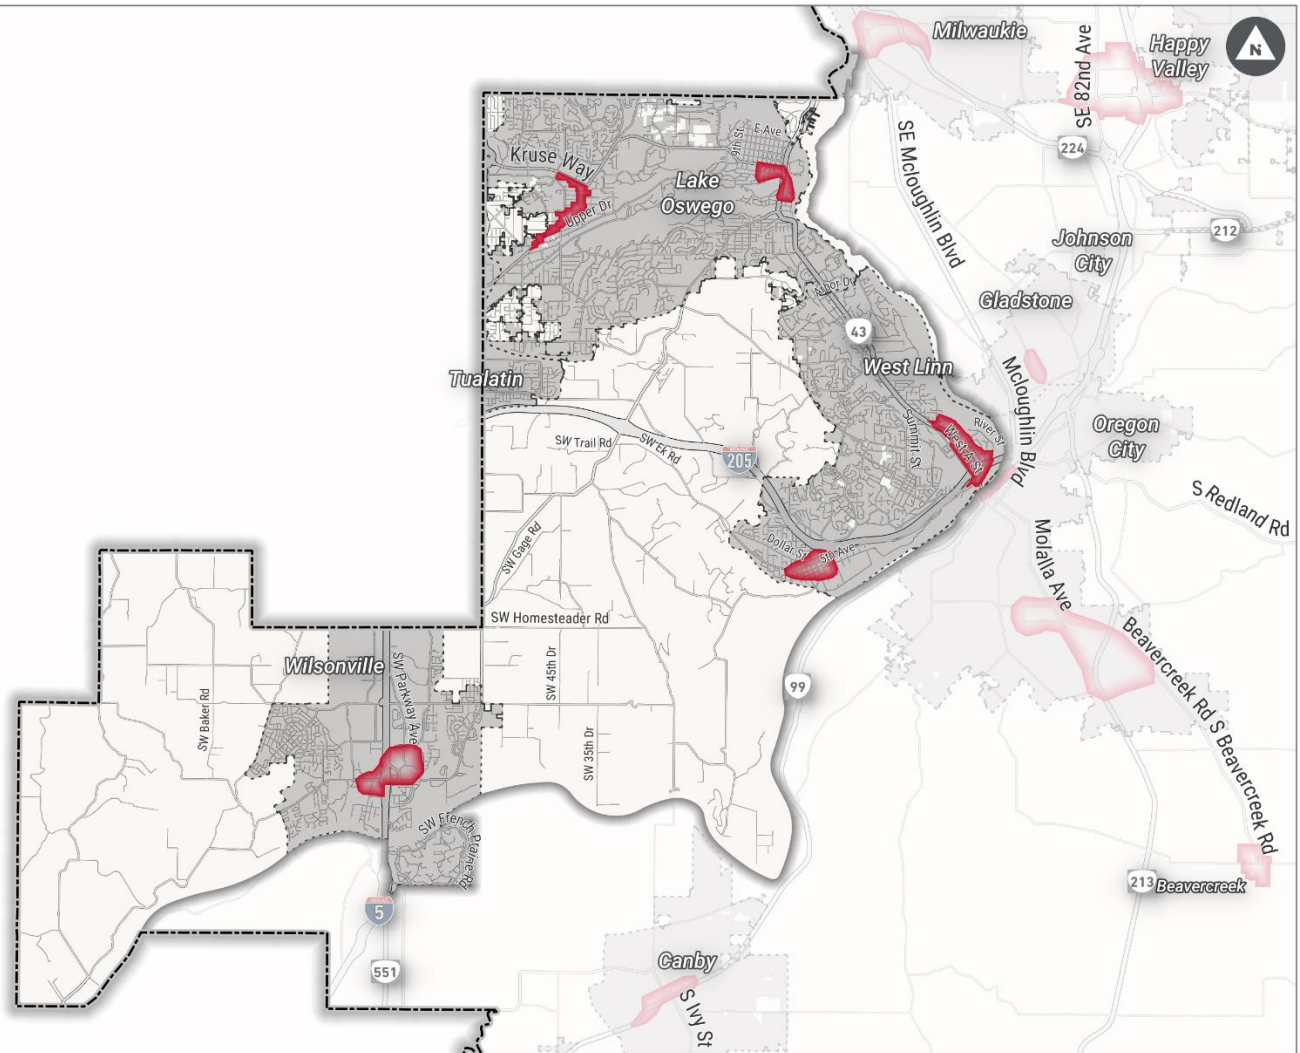 Milwaukie
SE 82nd Ave
Happy
Valley
N
9th St
E Ave
SE Mcloughlin Blvd
224
Kruse Way
Lake
Oswego
Upper Dr
212
Johnson
City
Gladstone
Arbor Dr
43
West Linn
Tualatin
Mcloughlin Blvd
Summit St
River St
West A St
Oregon
City
SW Trail Rd
SW Ek Rd
205
S Redland Rd
SW Gage Rd
Dollar St
5th Ave
Molalla Ave
SW Homesteader Rd
Wilsonville
SW Parkway Ave
SW Baker Rd
SW 45th Dr
SW 35th Dr
99
Beavercreek Rd
S Beavercreek Rd
SW French Prairie Rd
213
Beavercreek
5
551
Canby
S Ivy St